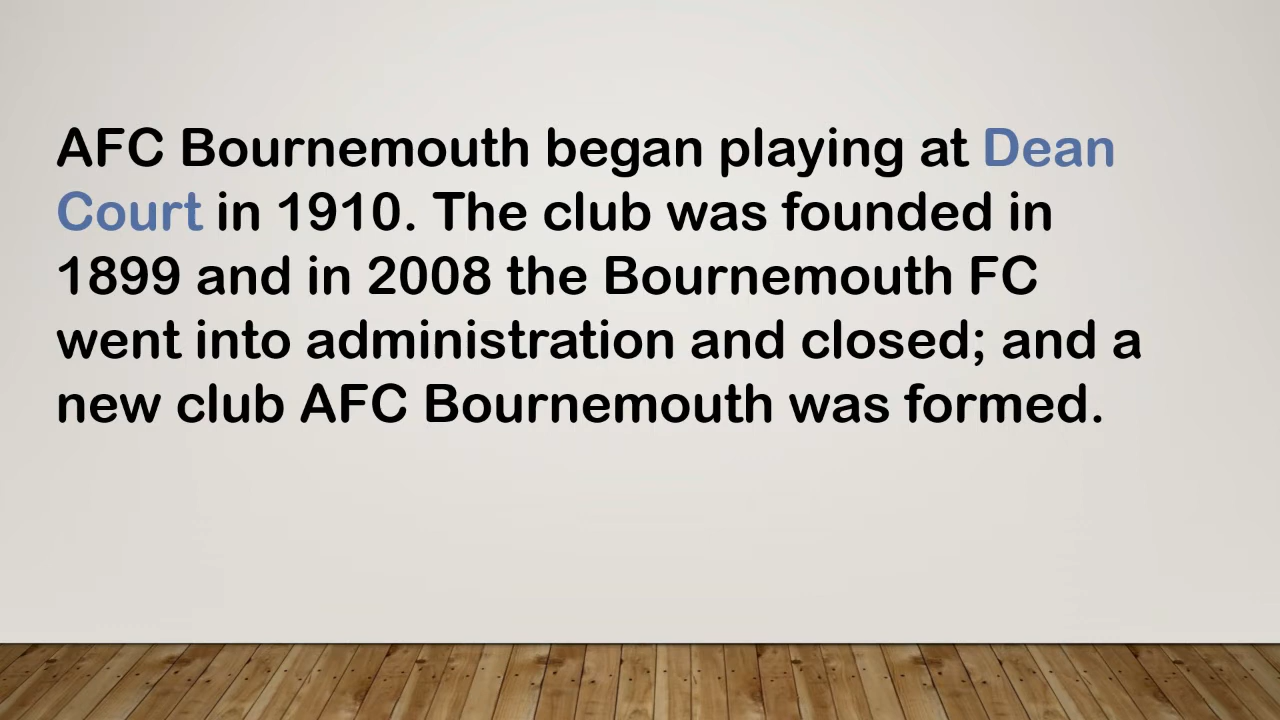 AFC Bournemouth began playing at Dean
Court in 1910. The club was founded in
1899 and in 2008 the Bournemouth FC
went into administration and closed; and a
new club AFC Bournemouth was formed.